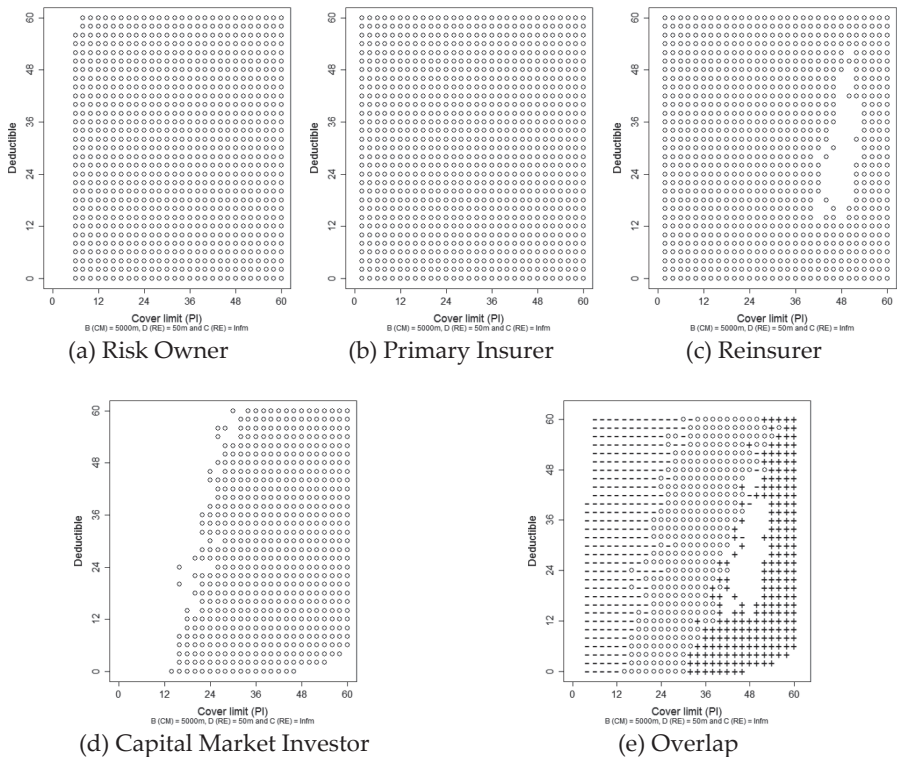 60
48
36
24
12
0
Deductible
0 12 24 36 48 60
Cover limit (PI)
B (CM) = 5000m, D (RE) = 50m and C (RE) = Infm
(a) Risk Owner
60
48
36
24
12
0
Deductible
0 12 24 36 48 60
Cover limit (PI)
B (CM) = 5000m, D (RE) = 50m and C (RE) = Infm
(b) Primary Insurer
60
48
36
24
12
0
Deductible
0 12 24 36 48 60
Cover limit (PI)
B (CM) = 5000m, D (RE) = 50m and C (RE) = Infm
(c) Reinsurer
60
48
36
24
12
0
Deductible
0 12 24 36 48 60
Cover limit (PI)
B (CM) = 5000m, D (RE) = 50m and C (RE) = Infm
(d) Capital Market Investor
60
48
36
24
12
0
Deductible
0 12 24 36 48 60
Cover limit (PI)
B (CM) = 5000m, D (RE) = 50m and C (RE) = Infm
(e) Overlap